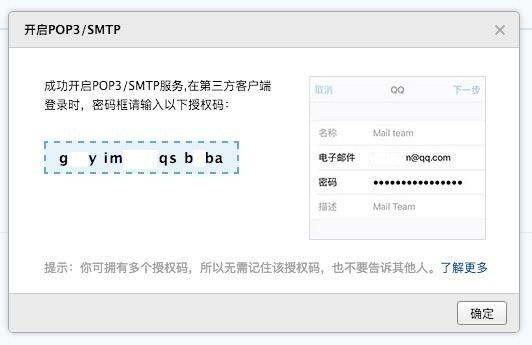 开启POP3/SMTP
成功开启POP3/SMTP服务,在第三方客户端
登录时，密码框请输入以下授权码：
g y im qs b ba
取消 QQ 下一步
名称 Mail team
电子邮件 n@qq.com
密码 ●●●●●●●●●●●●●●●●
描述 Mail Team
提示：你可拥有多个授权码，所以无需记住该授权码，也不要告诉其他人。了解更多
确定